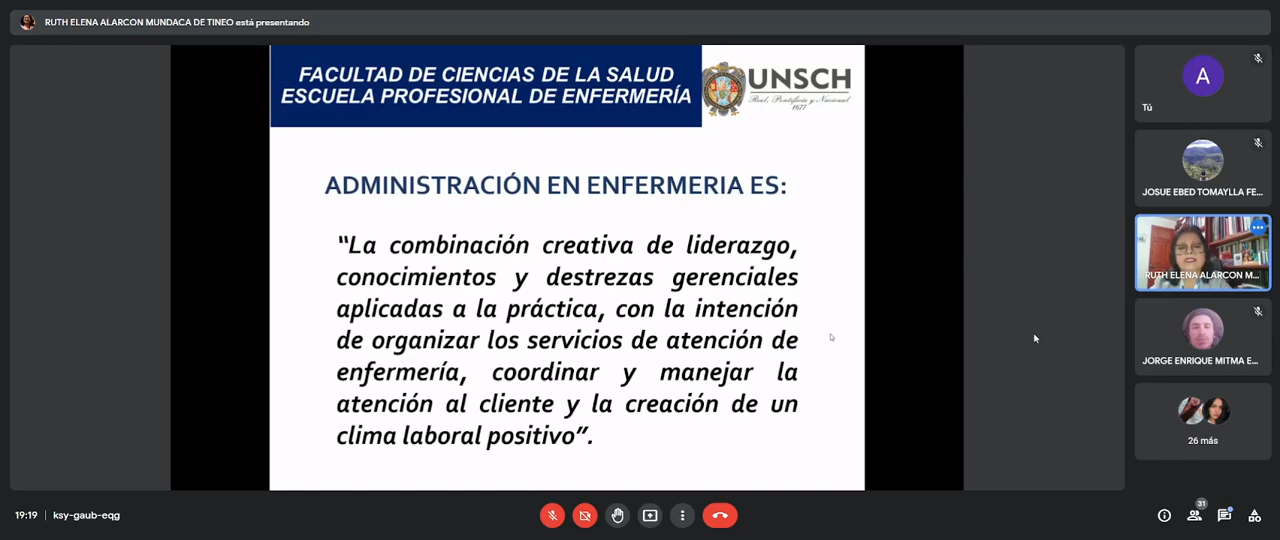 RUTH ELENA ALARCON MUNDACA DE TINEO está presentando
FACULTAD DE CIENCIAS DE LA SALUD
ESCUELA PROFESIONAL DE ENFERMERÍA
UNSCH
Real, Pontificia y Nacional
1677
ADMINISTRACIÓN EN ENFERMERIA ES:
“La combinación creativa de liderazgo,
conocimientos y destrezas gerenciales
aplicadas a la práctica, con la intención
de organizar los servicios de atención de
enfermería, coordinar y manejar la
atención al cliente y la creación de un
clima laboral positivo”.
A
Tú
JOSUE EBED TOMAYLLA FE...
RUTH ELENA ALARCON M...
JORGE ENRIQUE MITMA E...
26 más
19:19 | ksy-gaub-eqg
31